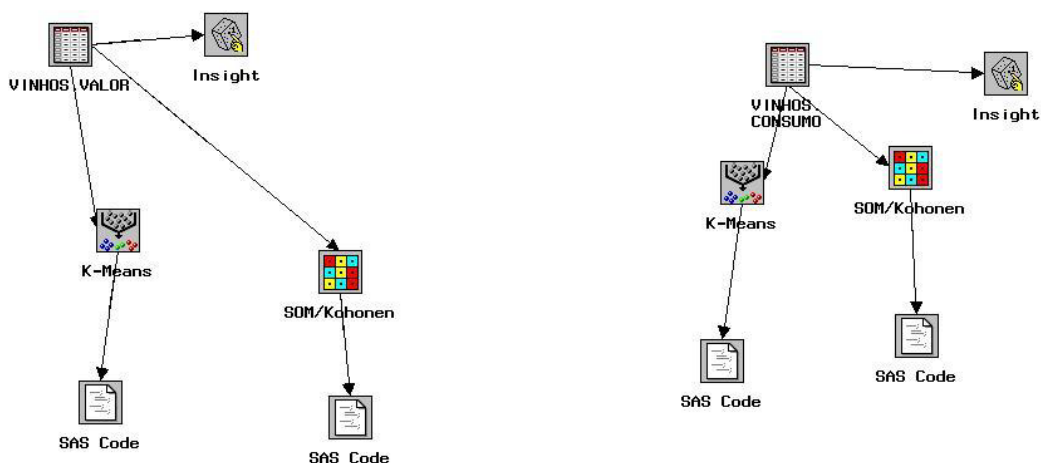 Insight
VINHOS.VALOR
K-Means
SOM/Kohonen
SAS Code
SAS Code
VINHOS.
CONSUMO
Insight
K-Means
SOM/Kohonen
SAS Code
SAS Code